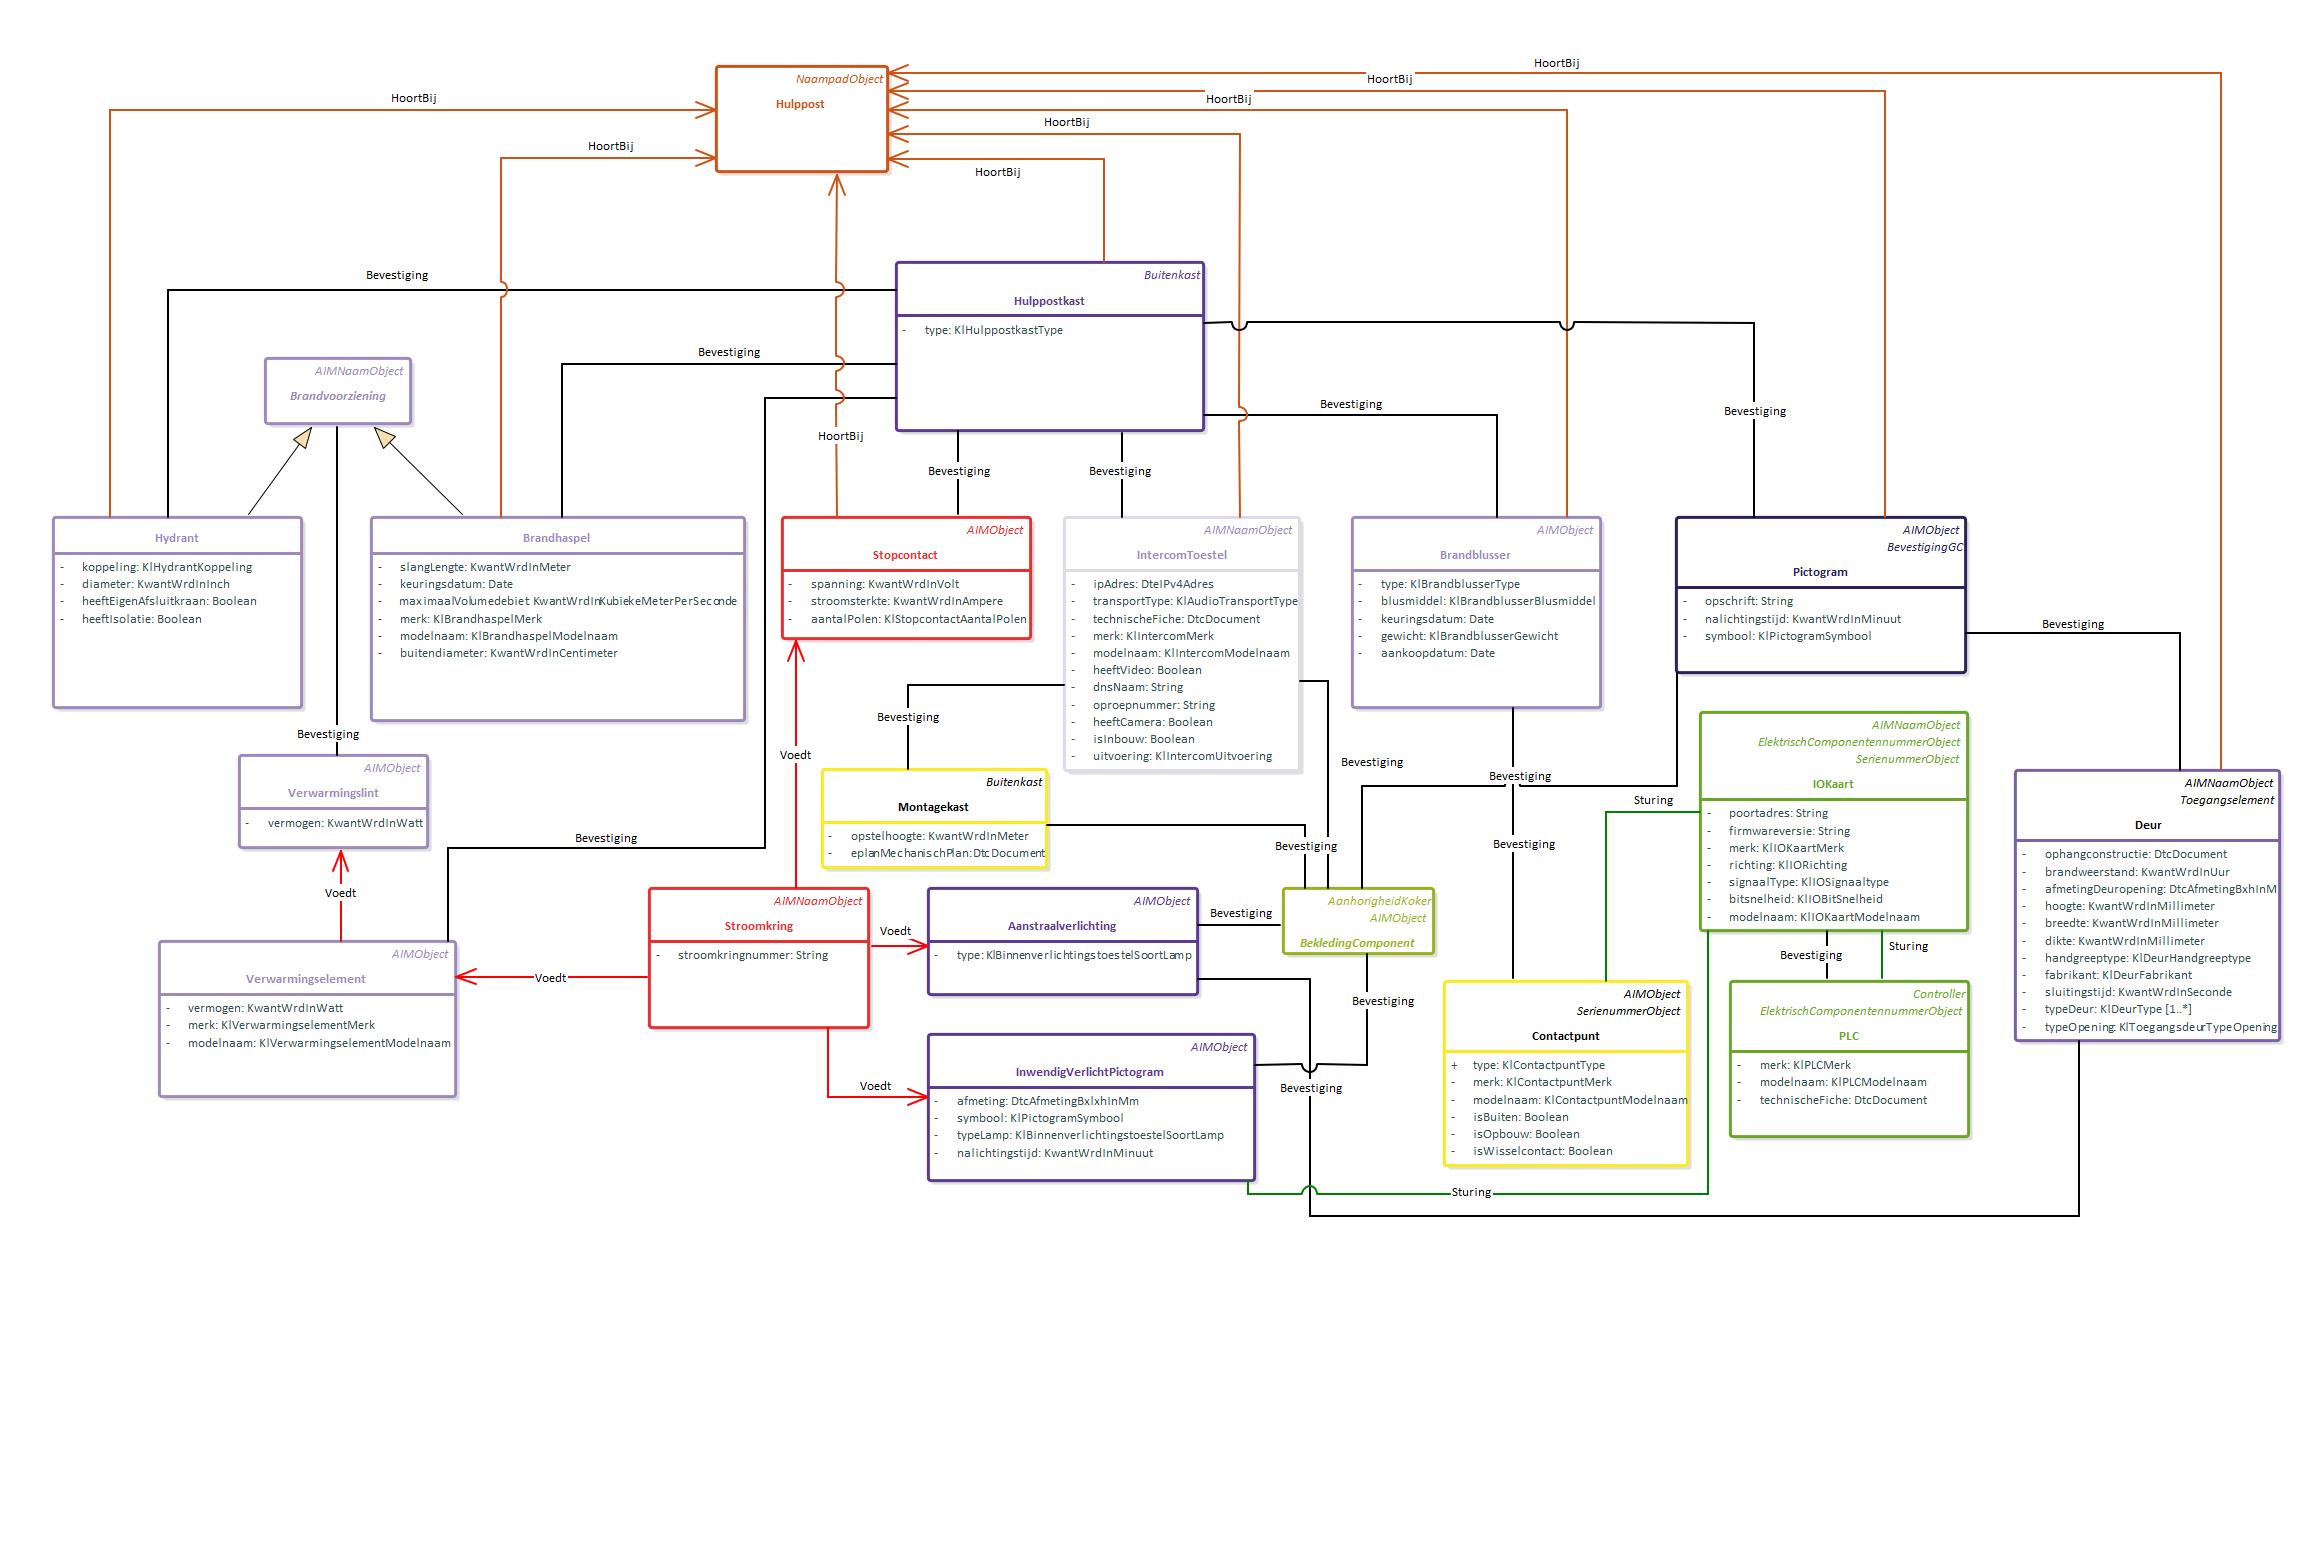 HoortBij
HoortBij
HoortBij
HoortBij
HoortBij
HoortBij
HoortBij
NaampadObject
Hulppost
HoortBij
Bevestiging
Buitenkast
Hulppostkast
- type: KlHulppostkastType
Bevestiging
AIMNaamObject
Brandvoorziening
Bevestiging
Bevestiging
HoortBij
Bevestiging
Bevestiging
Hydrant
- koppeling: KlHydrantKoppeling
- diameter: KwantWrdInInch
- heeftEigenAfsluitkraan: Boolean
- heeftIsolatie: Boolean
Brandhaspel
- slangLengte: KwantWrdInMeter
- keuringsdatum: Date
- maximaalVolumedebiet KwantWrdInKubiekeMeterPerSeconde
- merk: KlBrandhaspelMerk
- modelnaam: KlBrandhaspelModelnaam
- buitendiameter: KwantWrdInCentimeter
AIMObject
Stopcontact
- spanning: KwantWrdInVolt
- stroomsterkte: KwantWrdInAmpere
- aantalPolen: KlStopcontactAantalPolen
AIMNaamObject
IntercomToestel
- ipAdres: DteIPv4Adres
- transportType: KlAudioTransportType
- technischeFiche: DtcDocument
- merk: KlIntercomMerk
- modelnaam: KlIntercomModelnaam
- heeftVideo: Boolean
- dnsNaam: String
- oproepnummer: String
- heeftCamera: Boolean
- isInbouw: Boolean
- uitvoering: KlIntercomUitvoering
AIMObject
Brandblusser
- type: KlBrandblusserType
- blusmiddel: KlBrandblusserBlusmiddel
- keuringsdatum: Date
- gewicht: KlBrandblusserGewicht
- aankoopdatum: Date
AIMObject
BevestigingGC
Pictogram
- opschrift: String
- nalichtingstijd: KwantWrdInMinuut
- symbool: KlPictogramSymbool
Bevestiging
Bevestiging
Bevestiging
AIMObject
Verwarmingslint
- vermogen: KwantWrdInWatt
Voedt
Bevestiging
Voedt
Buitenkast
Montagekast
- opstelhoogte: KwantWrdInMeter
- eplanMechanischPlan: DtcDocument
Bevestiging
Bevestiging
Bevestiging
Bevestiging
Sturing
AIMNaamObject
ElektrischComponentennummerObject
SerienummerObject
IOKaart
- poortadres: String
- firmwareversie: String
- merk: KlIOKaartMerk
- richting: KlIORichting
- signaalType: KlIOSignaaltype
- bitsnelheid: KlIOBitSnelheid
- modelnaam: KlIOKaartModelnaam
AIMNaamObject
Toegangselement
Deur
- ophangconstructie: DtcDocument
- brandweerstand: KwantWrdInUur
- afmetingDeuropening: DtcAfmetingBxhInM
- hoogte: KwantWrdInMillimeter
- breedte: KwantWrdInMillimeter
- dikte: KwantWrdInMillimeter
- handgreeptype: KlDeurHandgreeptype
- fabrikant: KlDeurFabrikant
- sluitingstijd: KwantWrdInSeconde
- typeDeur: KlDeurType [1..*]
- typeOpening: KlToegangsdeurTypeOpening
AIMObject
Verwarmingselement
- vermogen: KwantWrdInWatt
- merk: KlVerwarmingselementMerk
- modelnaam: KlVerwarmingselementModelnaam
Voedt
AIMNaamObject
Stroomkring
- stroomkringnummer: String
Voedt
AIMObject
Aanstraalverlichting
- type: KlBinnenverlichtingstoestelSoortLamp
Bevestiging
AanhorigheidKoker
AIMObject
BekledingComponent
Bevestiging
Voedt
AIMObject
InwendigVerlichtPictogram
- afmeting: DtcAfmetingBxlxhInMm
- symbool: KlPictogramSymbool
- typeLamp: KlBinnenverlichtingstoestelSoortLamp
- nalichtingstijd: KwantWrdInMinuut
Bevestiging
AIMObject
SerienummerObject
Contactpunt
+ type: KlContactpuntType
- merk: KlContactpuntMerk
- modelnaam: KlContactpuntModelnaam
- isBuiten: Boolean
- isOpbouw: Boolean
- isWisselcontact: Boolean
Bevestiging
Sturing
Controller
ElektrischComponentennummerObject
PLC
- merk: KlPLCMerk
- modelnaam: KlPLCModelnaam
- technischeFiche: DtcDocument
Sturing